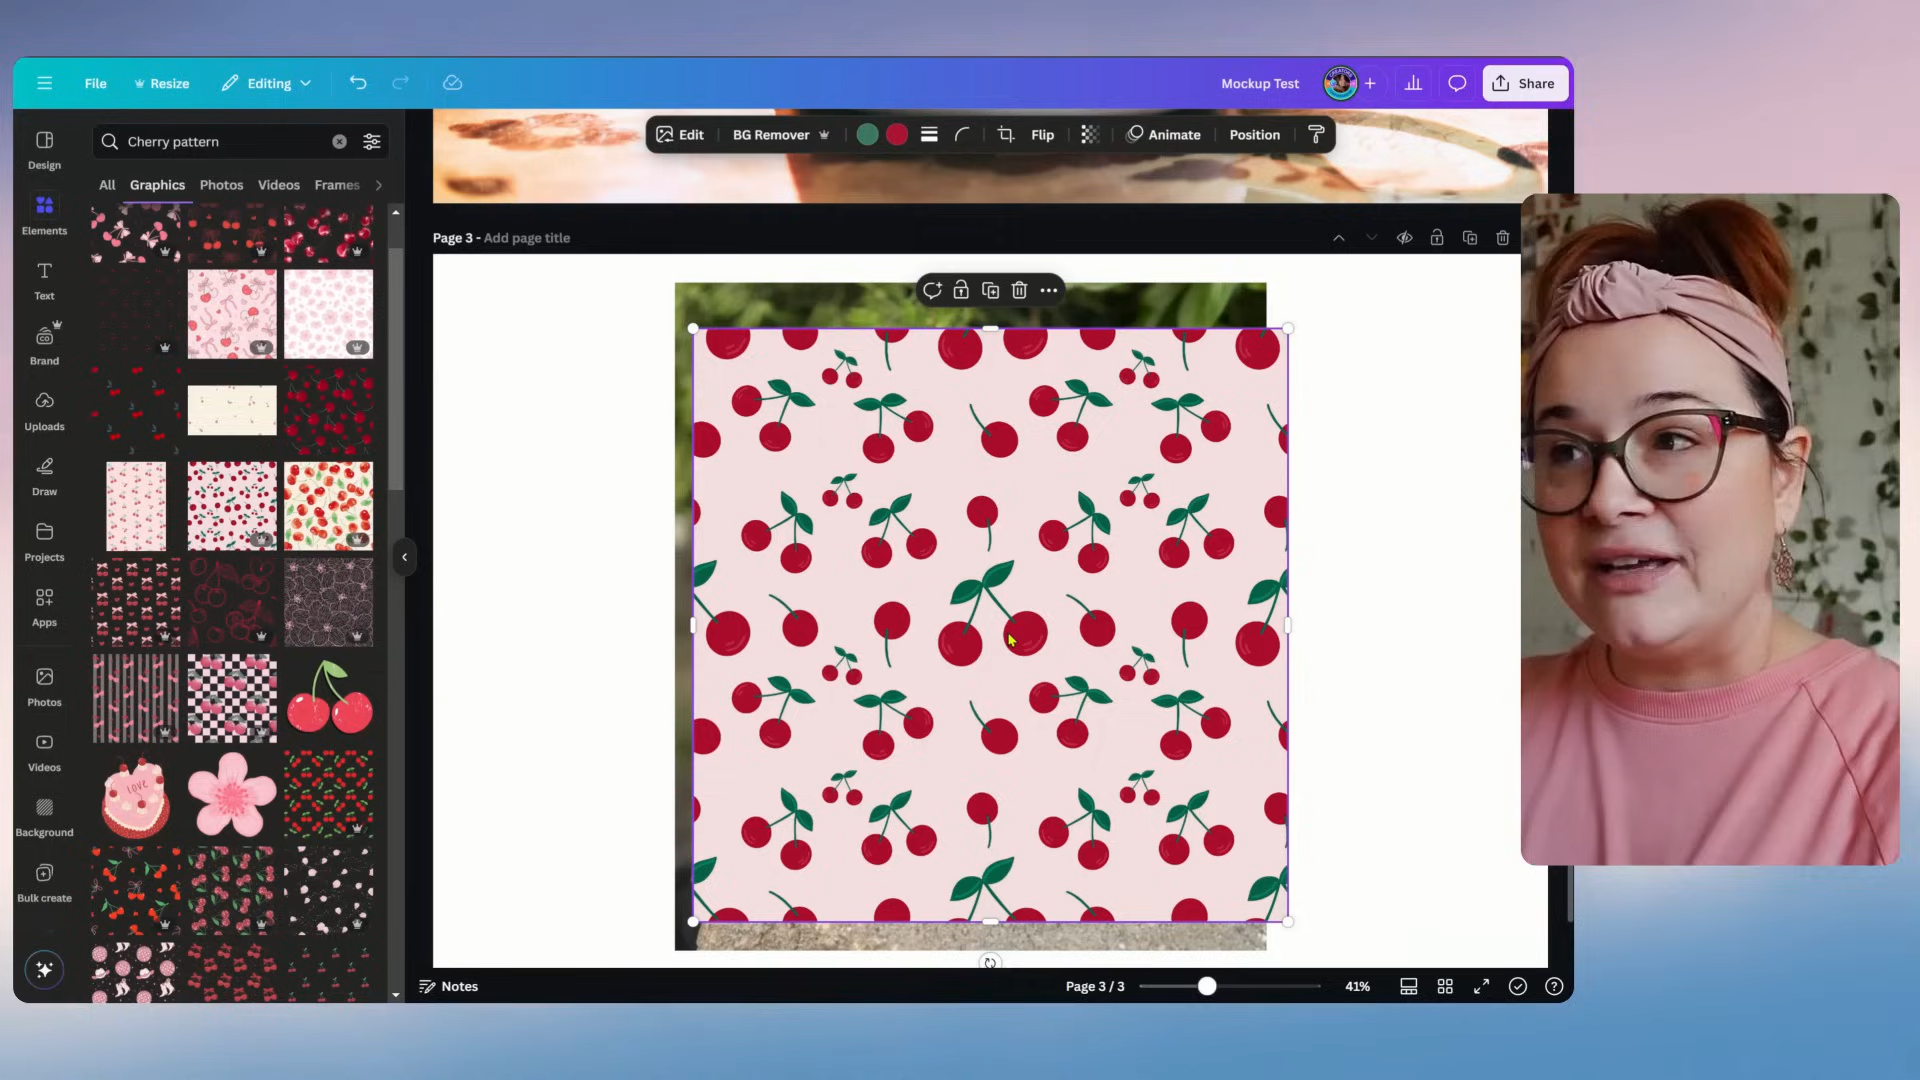 File
Resize
Editing
Mockup Test
Share
Design
Elements
Text
Brand
Uploads
Draw
Projects
Apps
Photos
Videos
Background
Bulk create
Cherry pattern
All
Graphics
Photos
Videos
Frames
LOVE
Edit
BG Remover
Flip
Animate
Position
Page 3 - Add page title
Notes
Page 3 / 3
41%